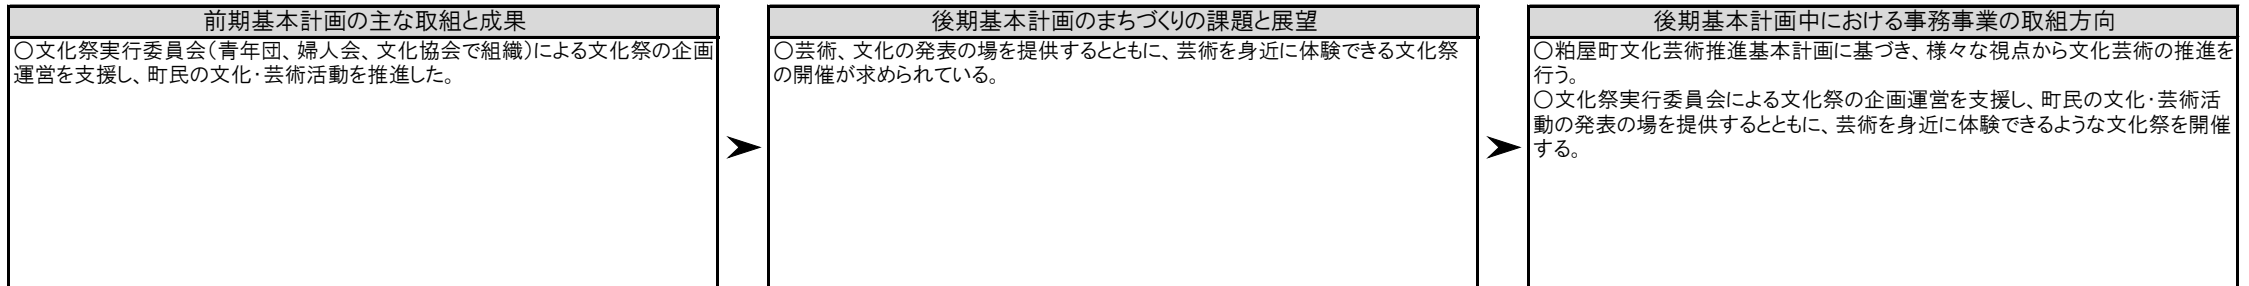 前期基本計画の主な取組と成果
○文化祭実行委員会(青年団、婦人会、文化協会で組織)による文化祭の企画
運営を支援し、町民の文化・芸術活動を推進した。
後期基本計画のまちづくりの課題と展望
○芸術、文化の発表の場を提供するとともに、芸術を身近に体験できる文化祭
の開催が求められている。
後期基本計画中における事務事業の取組方向
○粕屋町文化芸術推進基本計画に基づき、様々な視点から文化芸術の推進を
行う。
○文化祭実行委員会による文化祭の企画運営を支援し、町民の文化・芸術活
動の発表の場を提供するとともに、芸術を身近に体験できるような文化祭を開催
する。